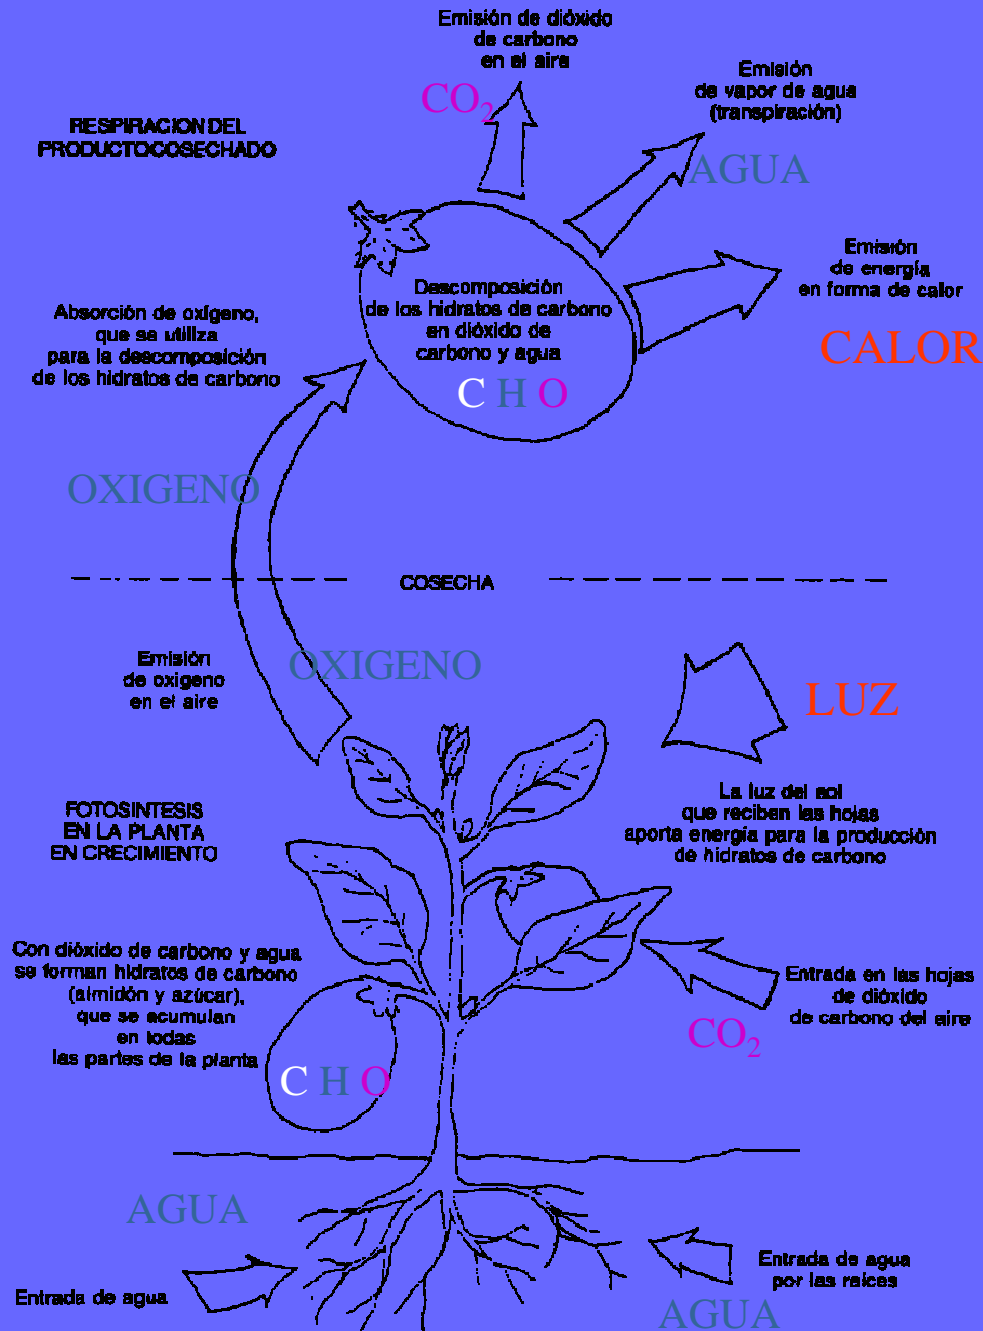 Emisión de dióxido
de carbono
en el aire
CO₂
Emisión
de vapor de agua
(transpiración)
AGUA
RESPIRACION DEL
PRODUCTO COSECHADO
Emisión
de energía
en forma de calor
CALOR
Descomposición
de los hidratos de carbono
en dióxido de
carbono y agua
C H O
Absorción de oxígeno,
que se utiliza
para la descomposición
de los hidratos de carbono
OXIGENO
COSECHA
Emisión
de oxigeno
en el aire
OXIGENO
LUZ
La luz del sol
que reciben las hojas
aporta energía para la producción
de hidratos de carbono
FOTOSINTESIS
EN LA PLANTA
EN CRECIMIENTO
Con dióxido de carbono y agua
se forman hidratos de carbono
(almidón y azúcar),
que se acumulan
en todas
las partes de la planta
C H O
Entrada en las hojas
de dióxido
de carbono del aire
CO₂
AGUA
Entrada de agua
Entrada de agua
por las raices
AGUA